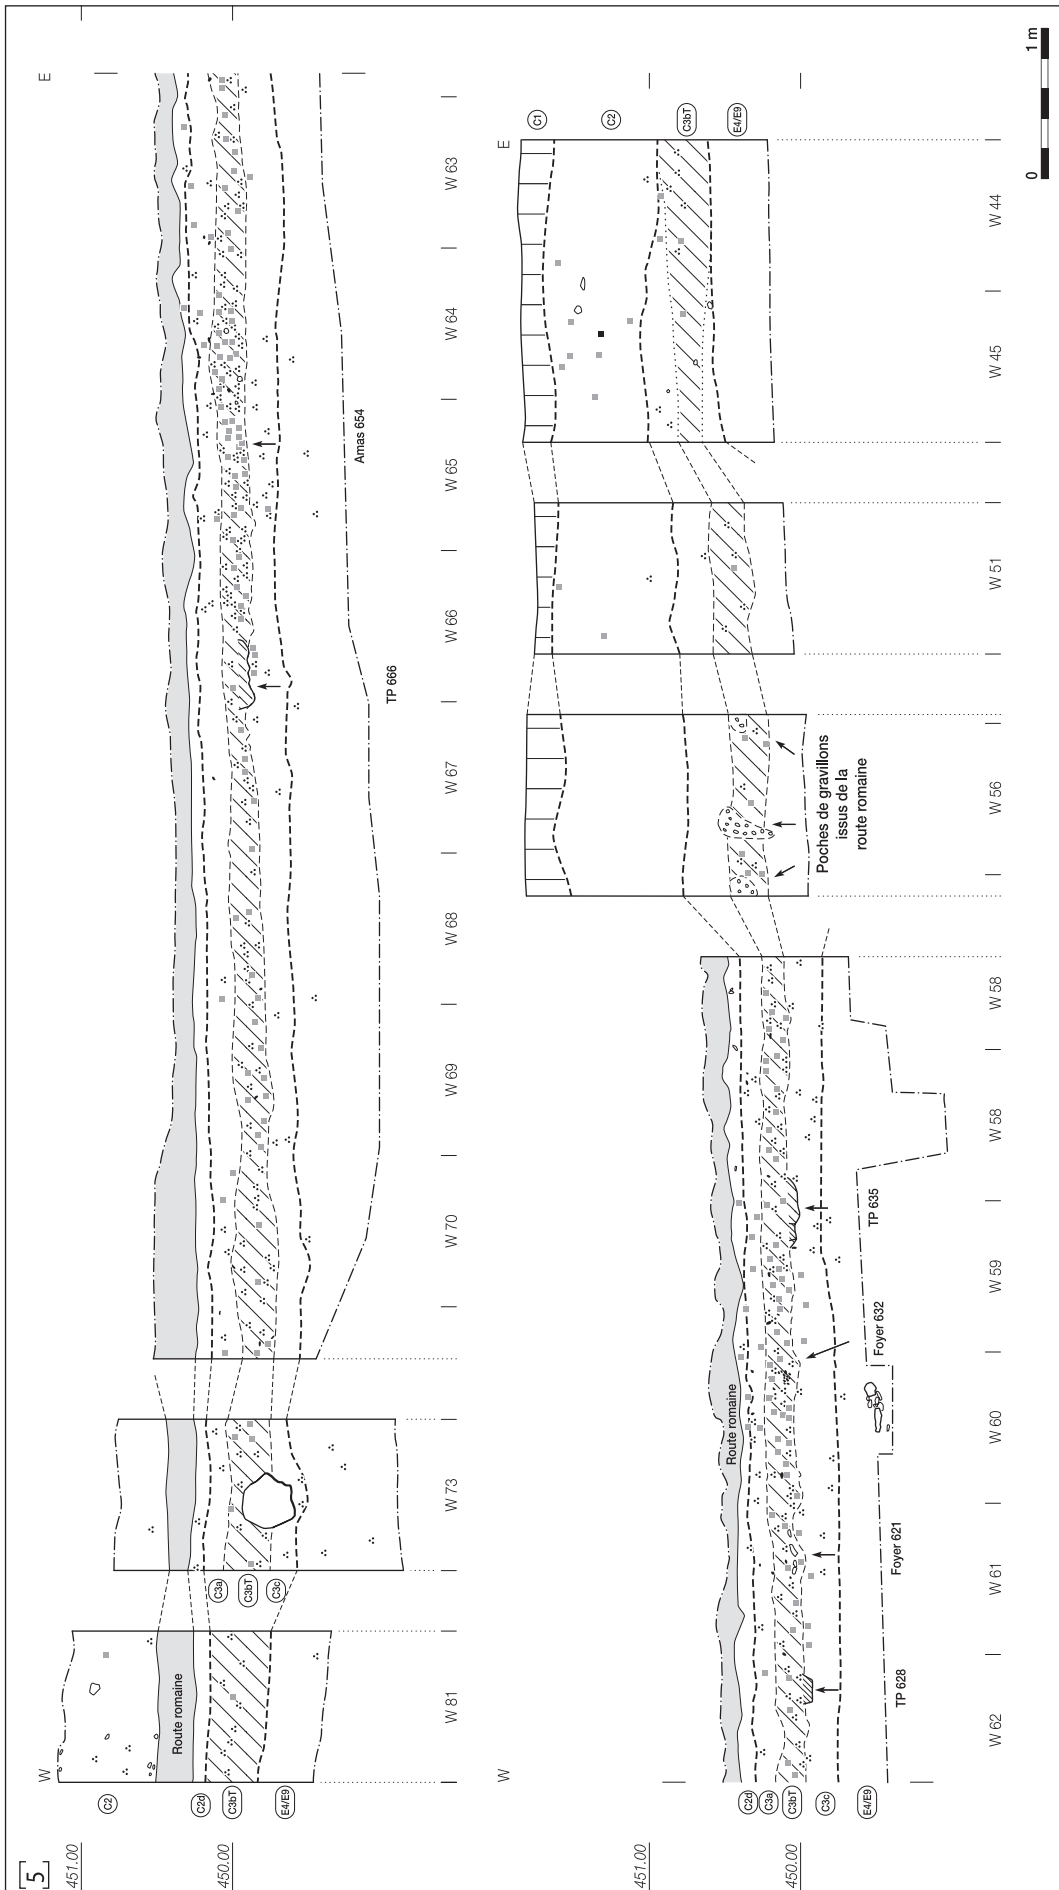 [5]
451.00
450.00
W
E
C2
C2d
C3bT
E4/E9
Route romaine
C3a
C3bT
C3c
TP 666
Amas 654
W 81
W 73
W 70
W 69
W 68
W 67
W 66
W 65
W 64
W 63
451.00
450.00
W
E
C2d
C3a
C3bT
C3c
E4/E9
Route romaine
TP 628
Foyer 621
Foyer 632
TP 635
Poches de gravillons
issus de la
route romaine
C1
C2
C3bT
E4/E9
W 62
W 61
W 60
W 59
W 58
W 58
W 56
W 51
W 45
W 44
0
1 m